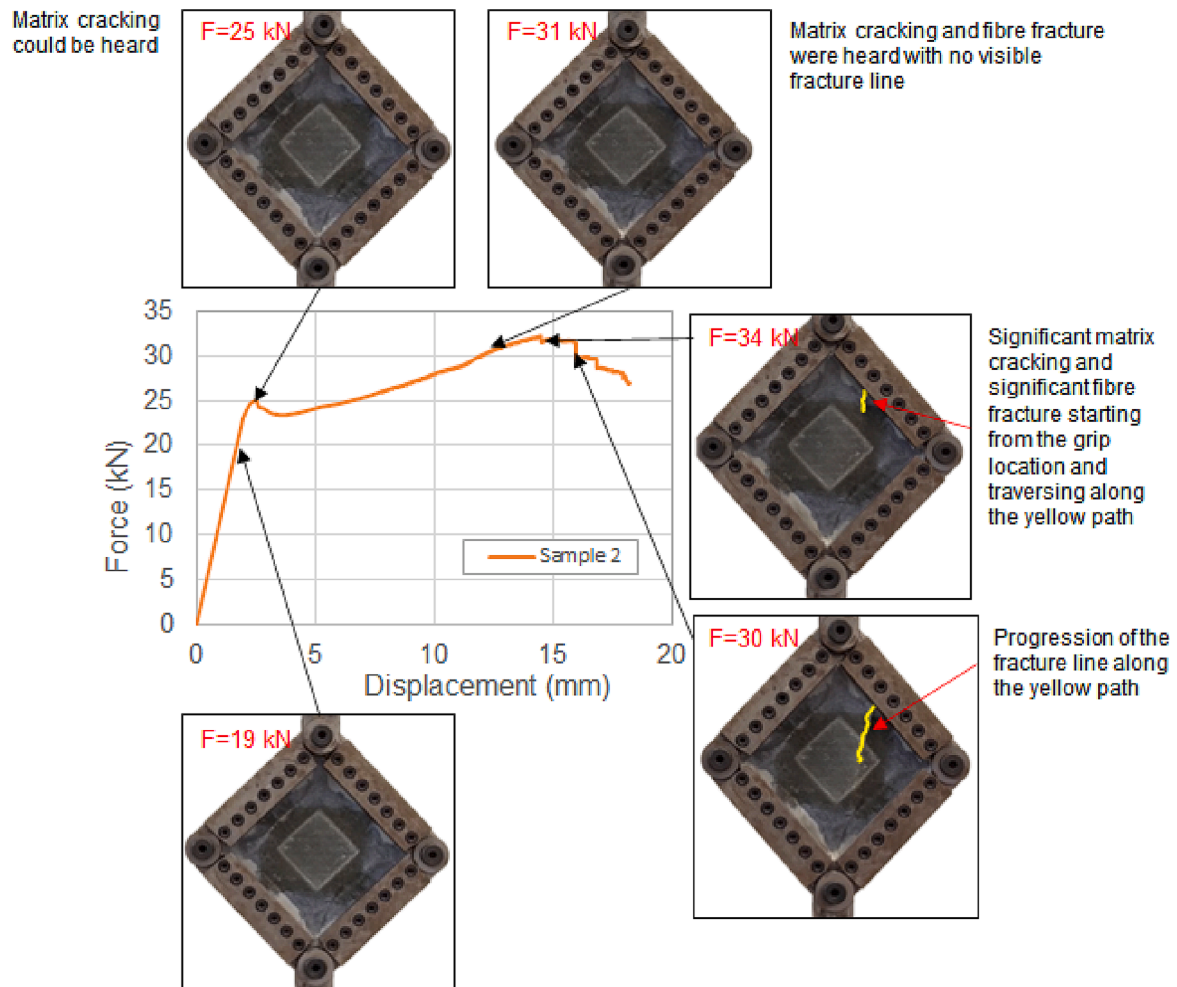 Matrix cracking
could be heard
F=25 kN
F=31 kN
Matrix cracking and fibre fracture
were heard with no visible
fracture line
35
30
25
20
15
10
5
0
Force (kN)
0 5 10 15 20
Displacement (mm)
Sample 2
F=34 kN
Significant matrix
cracking and
significant fibre
fracture starting
from the grip
location and
traversing along
the yellow path
F=30 kN
Progression of the
fracture line along
the yellow path
F=19 kN